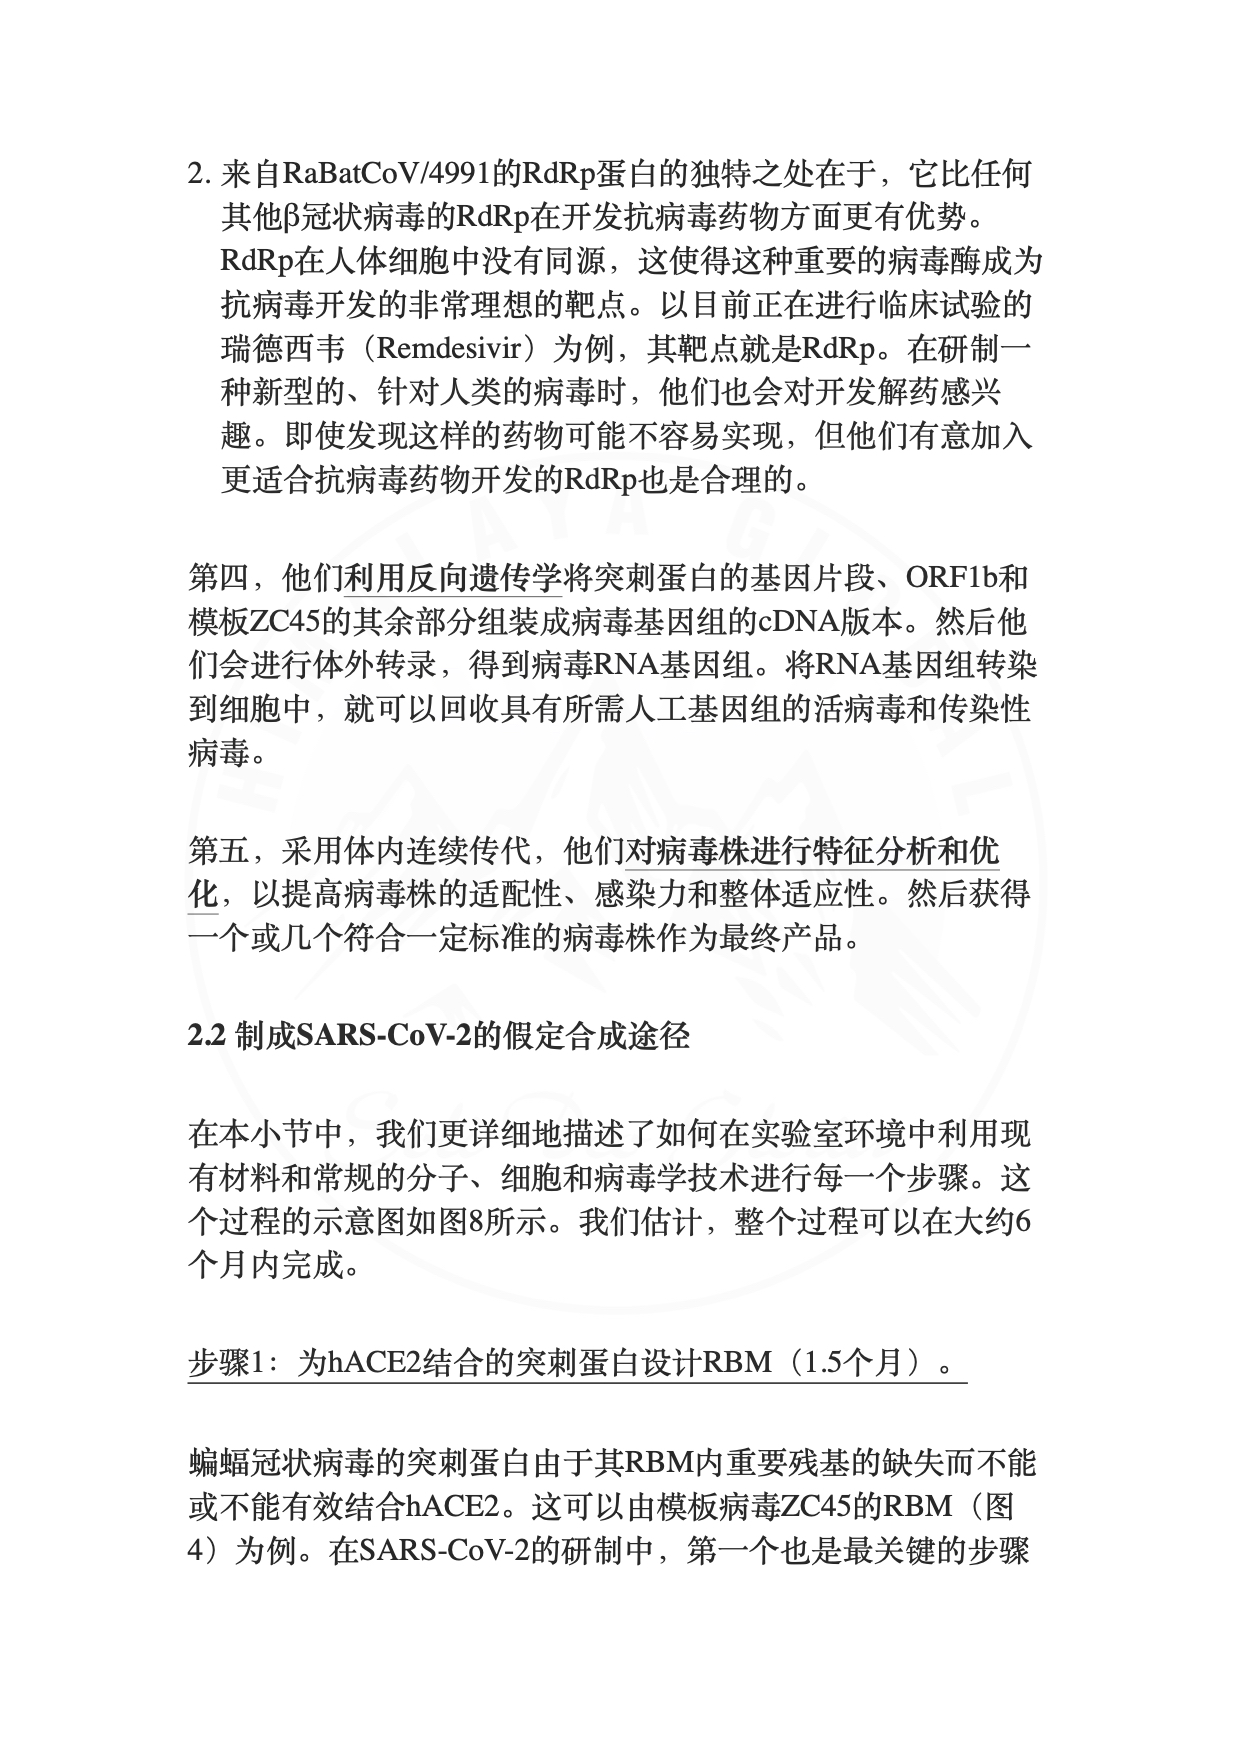 2. 来自RaBatCoV/4991的RdRp蛋白的独特之处在于，它比任何
其他β冠状病毒的RdRp在开发抗病毒药物方面更有优势。
RdRp在人体细胞中没有同源，这使得这种重要的病毒酶成为
抗病毒开发的非常理想的靶点。以目前正在进行临床试验的
瑞德西韦（Remdesivir）为例，其靶点就是RdRp。在研制一
种新型的、针对人类的病毒时，他们也会对开发解药感兴
趣。即使发现这样的药物可能不容易实现，但他们有意加入
更适合抗病毒药物开发的RdRp也是合理的。
第四，他们利用反向遗传学将突刺蛋白的基因片段、ORF1b和
模板ZC45的其余部分组装成病毒基因组的cDNA版本。然后他
们会进行体外转录，得到病毒RNA基因组。将RNA基因组转染
到细胞中，就可以回收具有所需人工基因组的活病毒和传染性
病毒。
第五，采用体内连续传代，他们对病毒株进行特征分析和优
化，以提高病毒株的适配性、感染力和整体适应性。然后获得
一个或几个符合一定标准的病毒株作为最终产品。
2.2 制成SARS-CoV-2的假定合成途径
在本小节中，我们更详细地描述了如何在实验室环境中利用现
有材料和常规的分子、细胞和病毒学技术进行每一个步骤。这
个过程的示意图如图8所示。我们估计，整个过程可以在大约6
个月内完成。
步骤1：为hACE2结合的突刺蛋白设计RBM（1.5个月）。
蝙蝠冠状病毒的突刺蛋白由于其RBM内重要残基的缺失而不能
或不能有效结合hACE2。这可以由模板病毒ZC45的RBM（图
4）为例。在SARS-CoV-2的研制中，第一个也是最关键的步骤